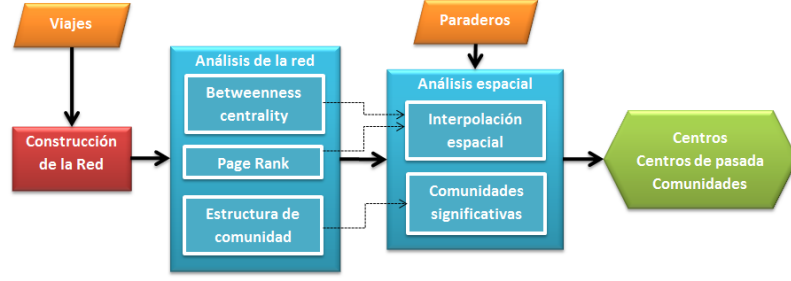 Viajes
Construcción
de la Red
Análisis de la red
Betweenness
centrality
Page Rank
Estructura de
comunidad
Paraderos
Análisis espacial
Interpolación
espacial
Comunidades
significativas
Centros
Centros de pasada
Comunidades